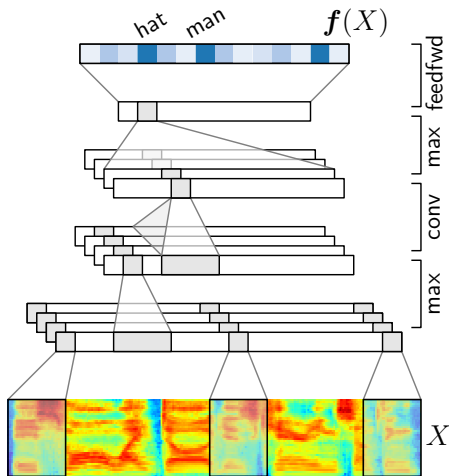 hat man f(X)
feedfwd
max
conv
max
X